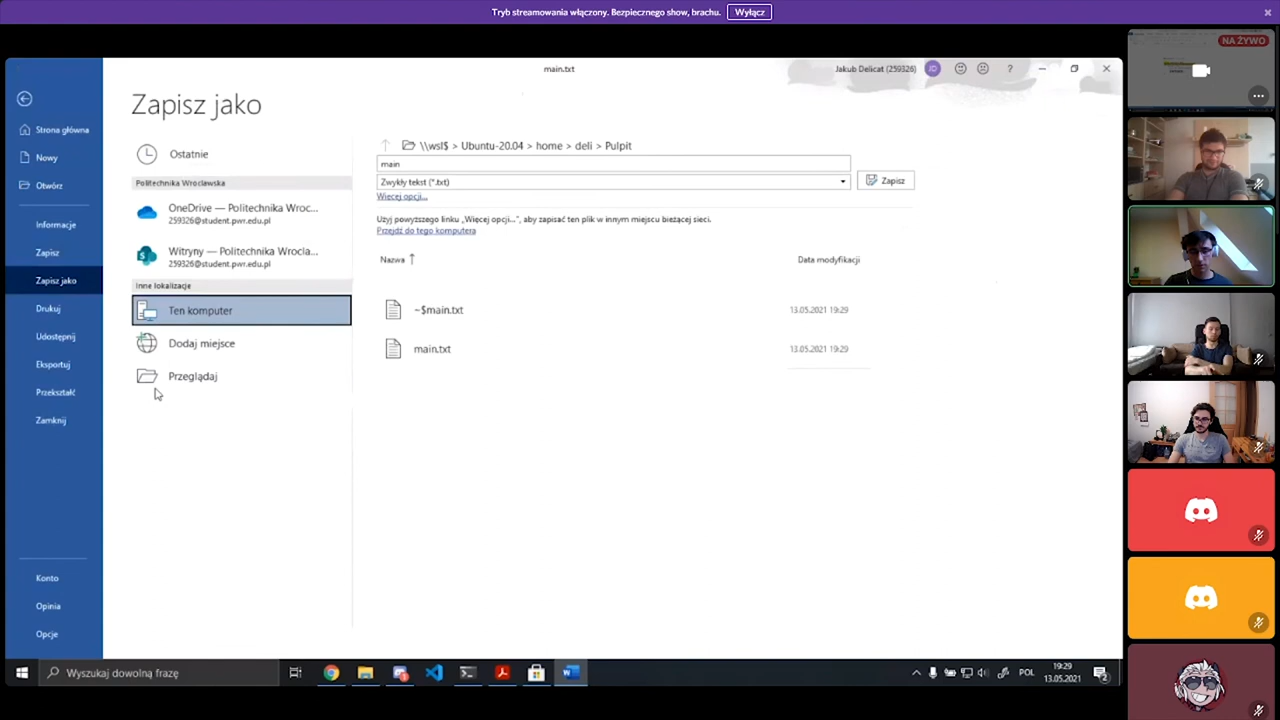 Tryb streamowania włączony. Bezpiecznego show, brachu. Wyłącz
NA ŻYWO
main.txt
Jakub Delicat (259326) JD
?
Zapisz jako
Strona główna
Nowy
Otwórz
Informacje
Zapisz
Zapisz jako
Drukuj
Udostępnij
Eksportuj
Przekształć
Zamknij
Konto
Opinia
Opcje
Ostatnie
Politechnika Wrocławska
OneDrive — Politechnika Wroc...
259326@student.pwr.edu.pl
Witryny — Politechnika Wrocła...
259326@student.pwr.edu.pl
Inne lokalizacje
Ten komputer
Dodaj miejsce
Przeglądaj
\\wsl$ > Ubuntu-20.04 > home > deli > Pulpit
main
Zwykły tekst (*.txt)
Zapisz
Więcej opcji...
Użyj powyższego linku „Więcej opcji...”, aby zapisać ten plik w innym miejscu bieżącej sieci.
Przejdź do tego komputera
Nazwa
Data modyfikacji
~$main.txt
13.05.2021 19:29
main.txt
13.05.2021 19:29
Wyszukaj dowolną frazę
POL
19:29
13.05.2021
2